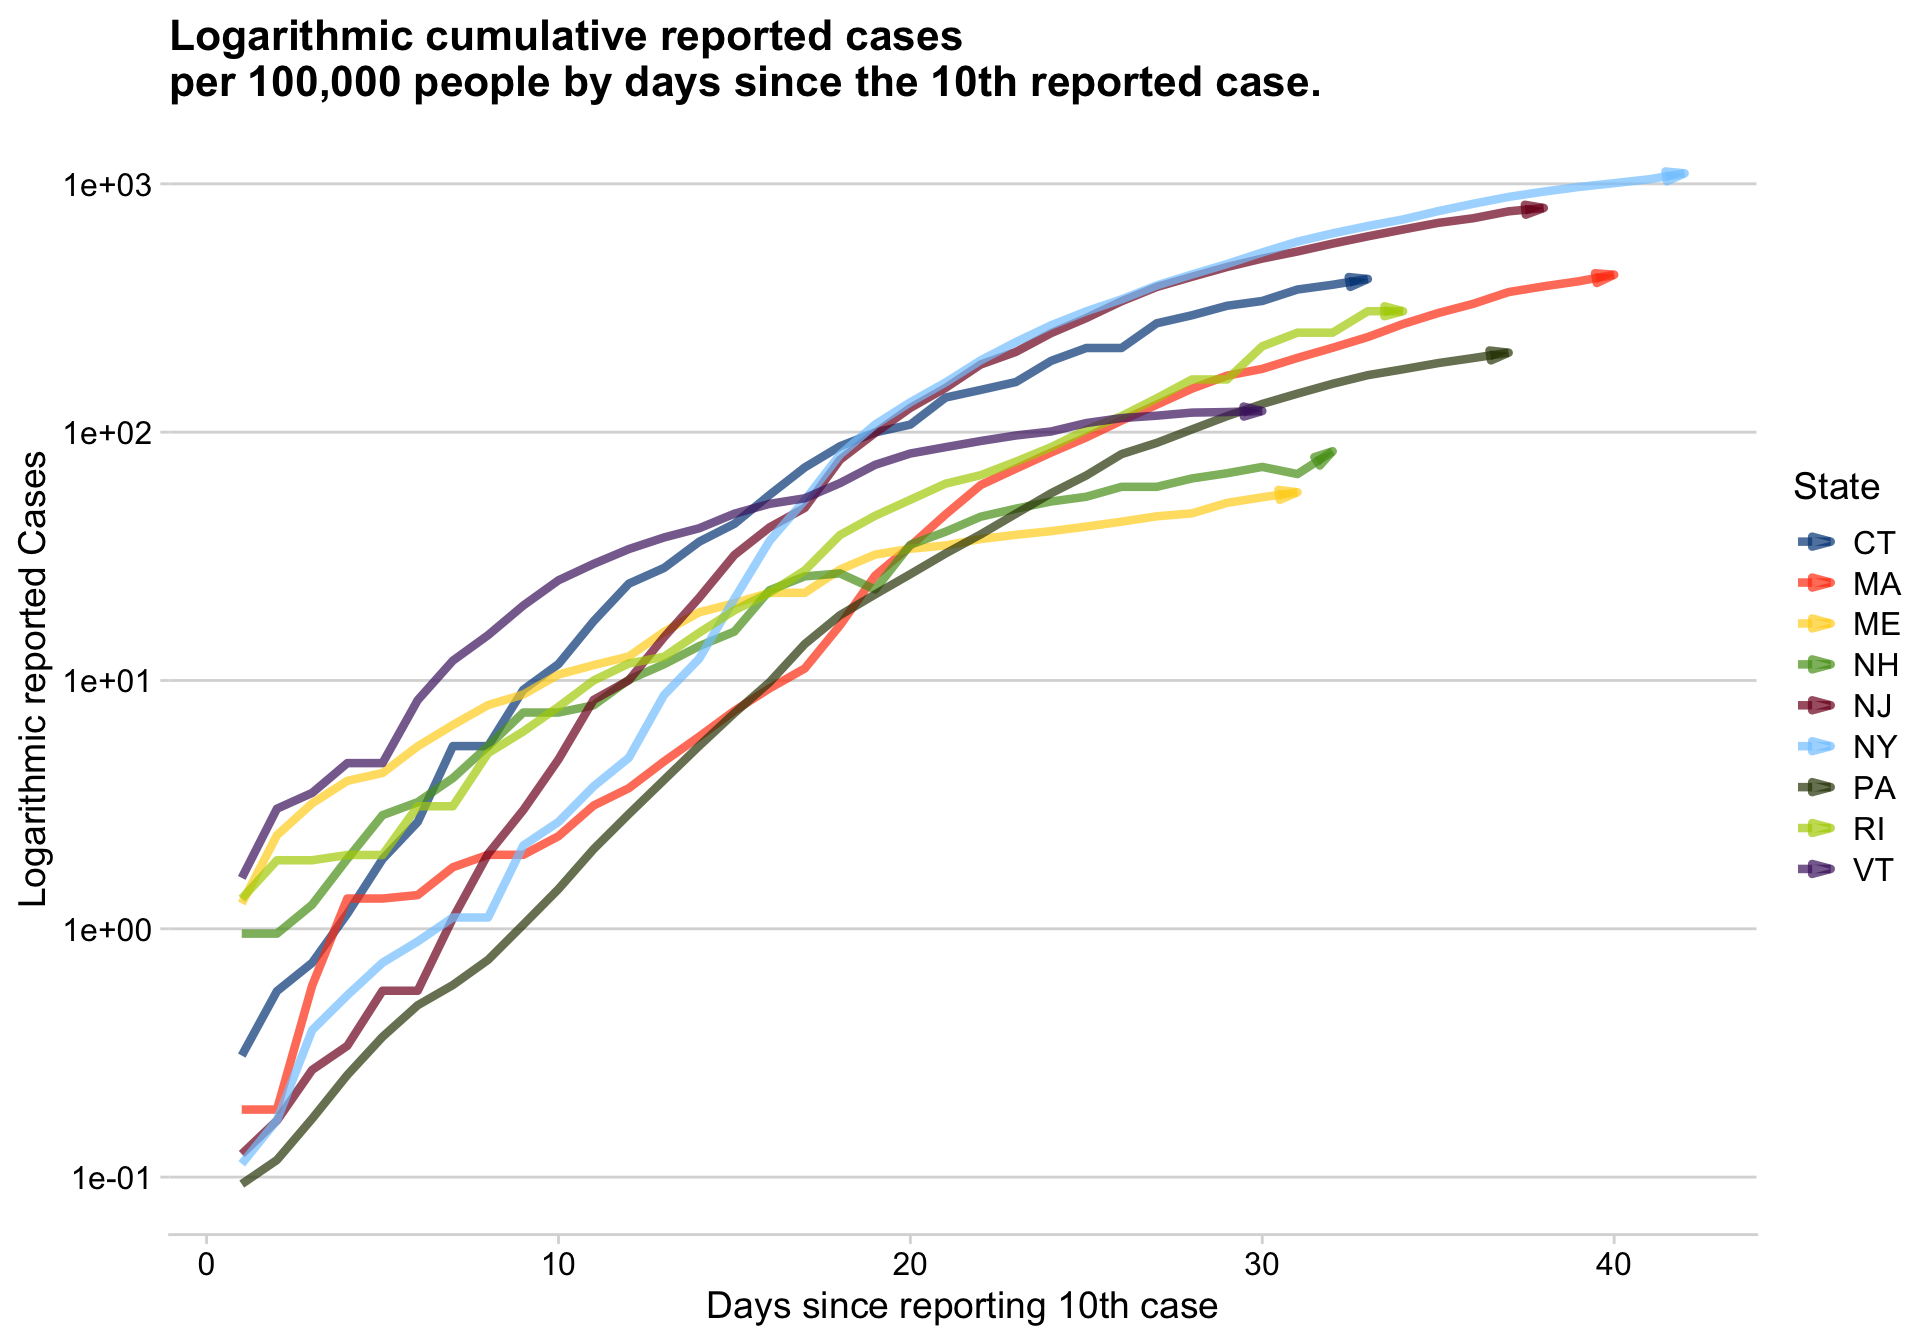 Logarithmic cumulative reported cases
per 100,000 people by days since the 10th reported case.
Logarithmic reported Cases
1e+03
1e+02
1e+01
1e+00
1e-01
0
10
20
30
40
Days since reporting 10th case
State
CT
MA
ME
NH
NJ
NY
PA
RI
VT